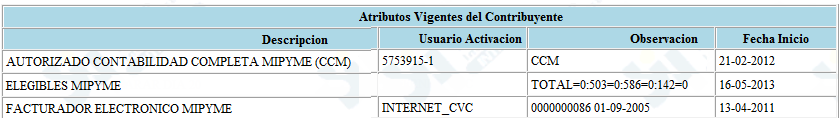 Atributos Vigentes del Contribuyente
Descripcion Usuario Activacion Observacion Fecha Inicio
AUTORIZADO CONTABILIDAD COMPLETA MIPYME (CCM) 5753915-1 CCM 21-02-2012
ELEGIBLES MIPYME TOTAL=0:503=0:586=0:142=0 16-05-2013
FACTURADOR ELECTRONICO MIPYME INTERNET_CVC 0000000086 01-09-2005 13-04-2011